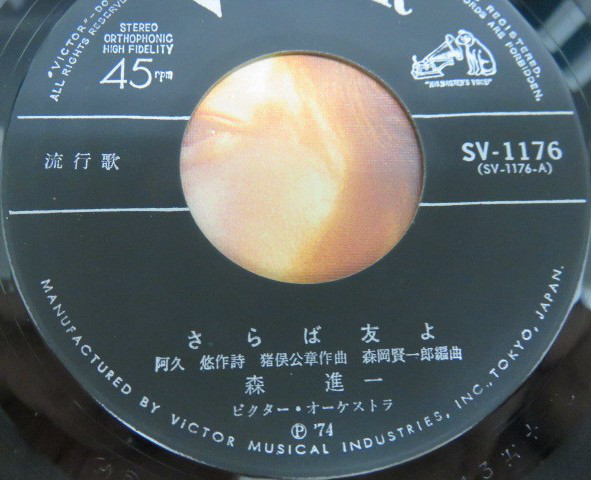 STEREO
ORTHOPHONIC
HIGH FIDELITY
45 rpm
"HIS MASTER'S VOICE"
流行歌
SV-1176
(SV-1176-A)
さらば友よ
阿久 悠作詩 猪俣公章作曲 森岡賢一郎編曲
森 進一
ビクター・オーケストラ
Ⓟ '74
MANUFACTURED BY VICTOR MUSICAL INDUSTRIES, INC., TOKYO, JAPAN.
"VICTOR"
ALL RIGHTS RESERVED
REGISTERED.
ARE FORBIDDEN.